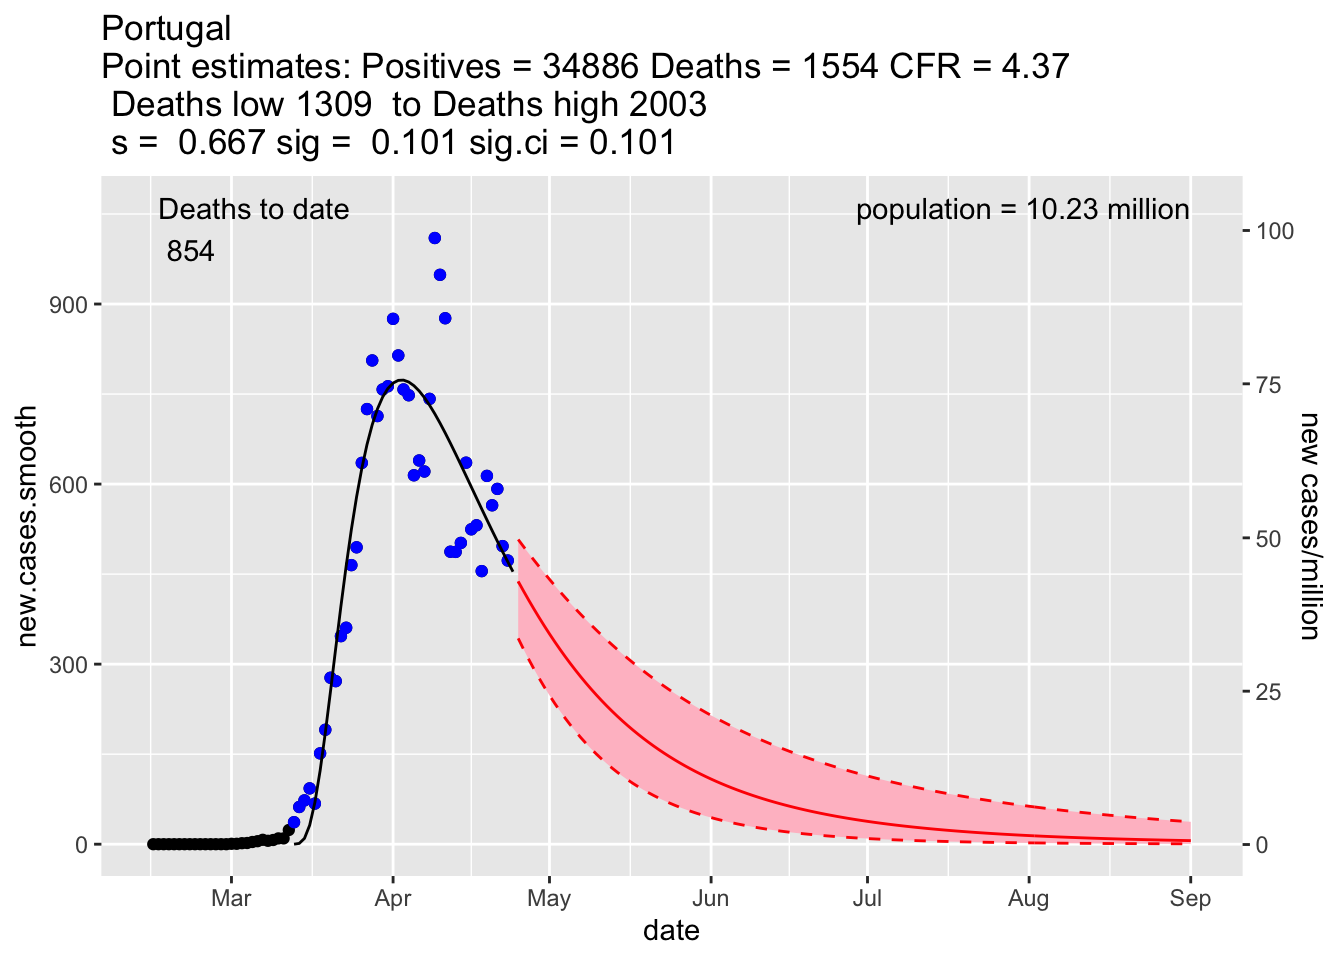 Portugal
Point estimates: Positives = 34886 Deaths = 1554 CFR = 4.37
Deaths low 1309  to Deaths high 2003
s =  0.667 sig =  0.101 sig.ci = 0.101
Deaths to date
854
population = 10.23 million
900
600
300
0
new.cases.smooth
100
75
50
25
0
new cases/million
Mar Apr May Jun Jul Aug Sep
date